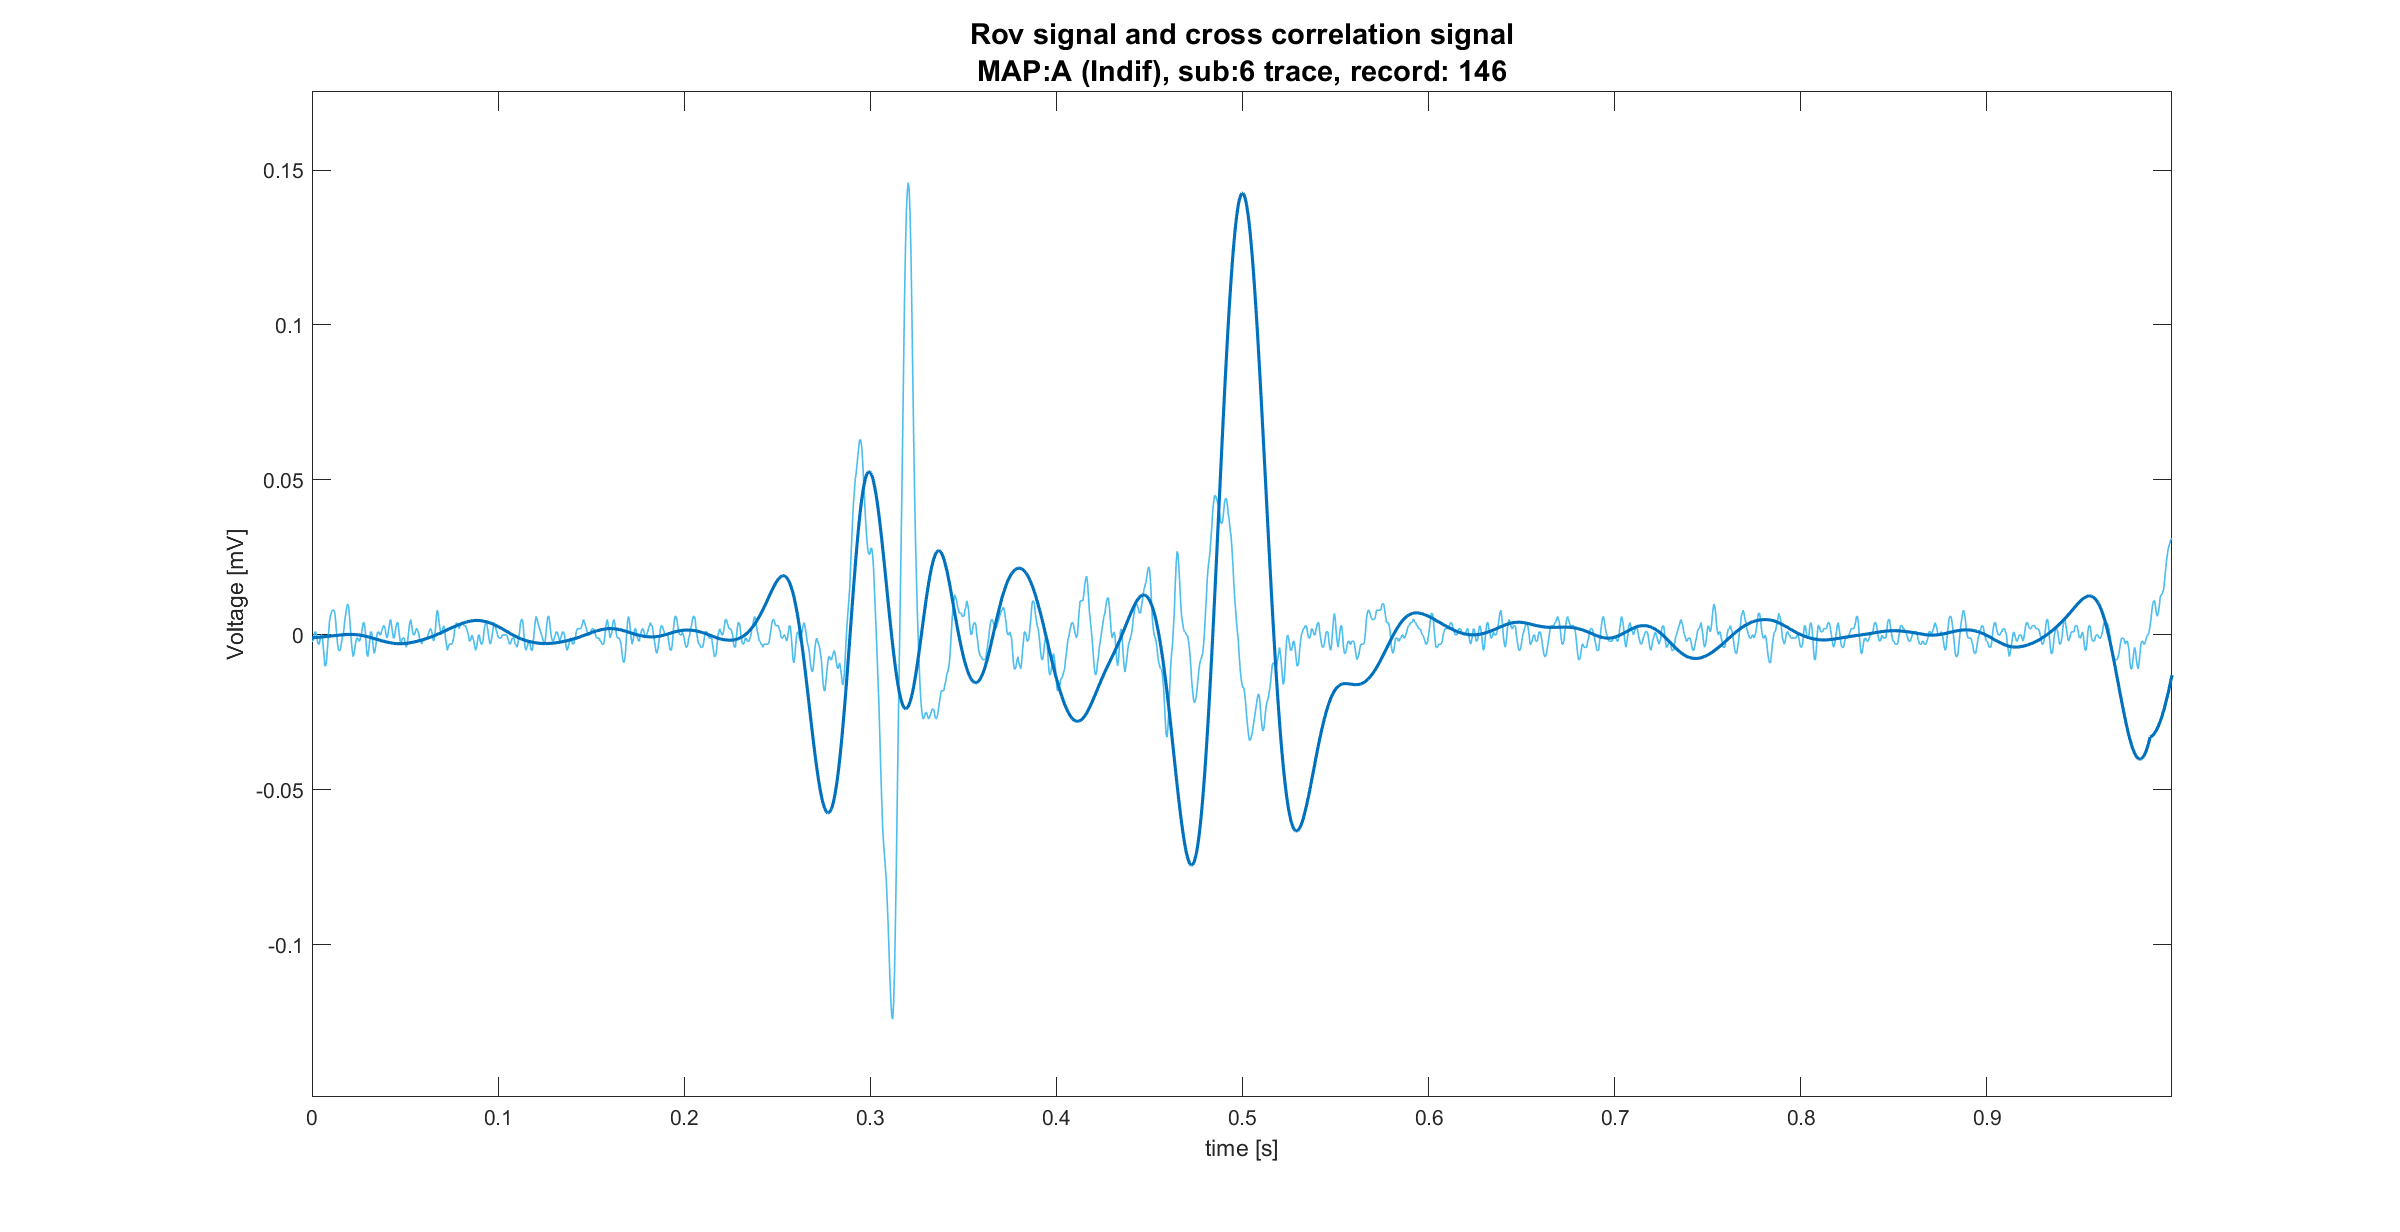 Rov signal and cross correlation signal
MAP:A (Indif), sub:6 trace, record: 146
0.15
0.1
0.05
0
-0.05
-0.1
Voltage [mV]
0 0.1 0.2 0.3 0.4 0.5 0.6 0.7 0.8 0.9
time [s]